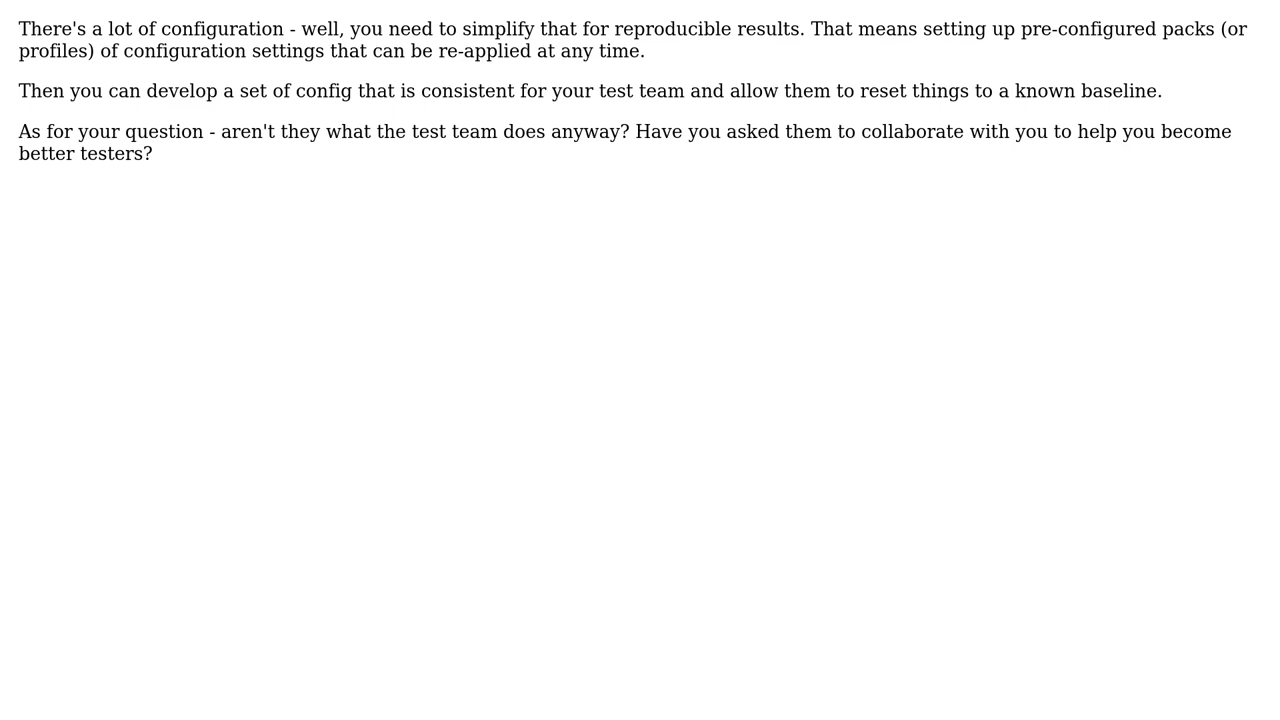 There's a lot of configuration - well, you need to simplify that for reproducible results. That means setting up pre-configured packs (or
profiles) of configuration settings that can be re-applied at any time.
Then you can develop a set of config that is consistent for your test team and allow them to reset things to a known baseline.
As for your question - aren't they what the test team does anyway? Have you asked them to collaborate with you to help you become
better testers?